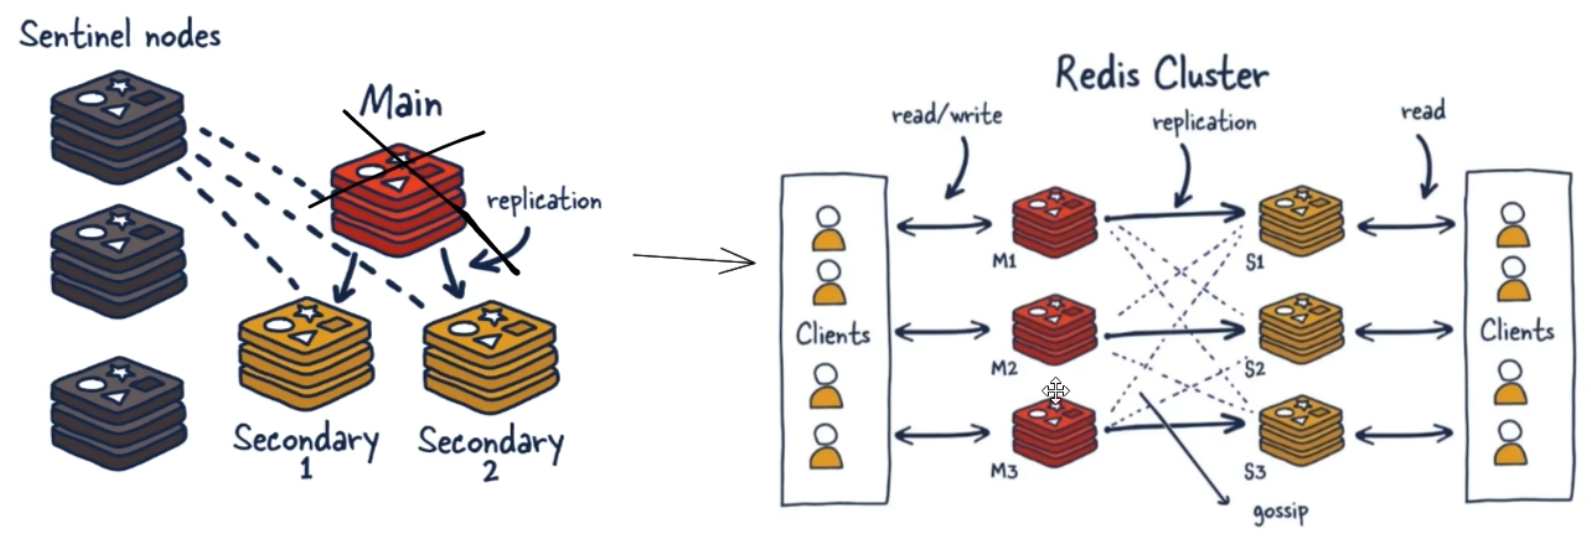 Sentinel nodes
Main
replication
Secondary
1
Secondary
2
Redis Cluster
read/write
replication
read
M1
S1
Clients
Clients
M2
S2
M3
S3
gossip